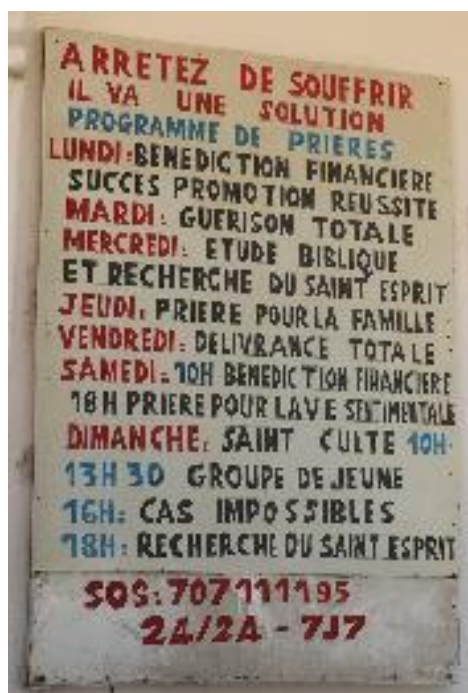 ARRETEZ DE SOUFFRIR
IL YA UNE SOLUTION
PROGRAMME DE PRIERES
LUNDI: BENEDICTION FINANCIERE
SUCCES PROMOTION REUSSITE
MARDI: GUERISON TOTALE
MERCREDI: ETUDE BIBLIQUE
ET RECHERCHE DU SAINT ESPRIT
JEUDI: PRIERE POUR LA FAMILLE
VENDREDI: DELIVRANCE TOTALE
SAMEDI: 10H BENEDICTION FINANCIERE
18H PRIERE POUR LA VE SENTIMENTALE
DIMANCHE: SAINT CULTE 10H
13H 30 GROUPE DE JEUNE
16H: CAS IMPOSSIBLES
18H: RECHERCHE DU SAINT ESPRIT
SOS: 707111195
24/24 - 7J7